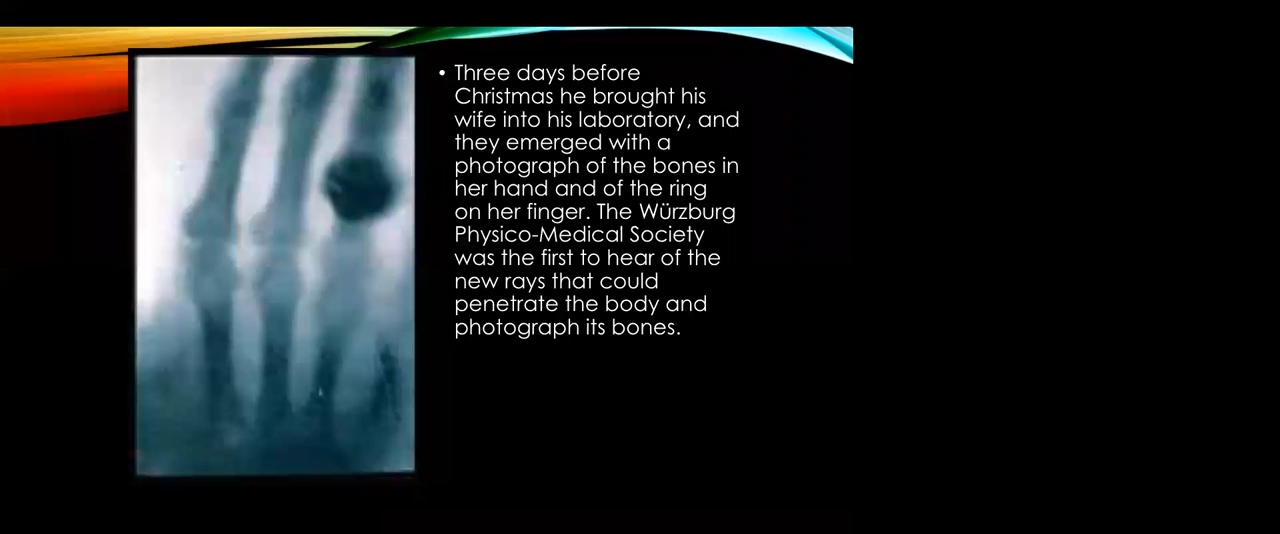 • Three days before
Christmas he brought his
wife into his laboratory, and
they emerged with a
photograph of the bones in
her hand and of the ring
on her finger. The Würzburg
Physico-Medical Society
was the first to hear of the
new rays that could
penetrate the body and
photograph its bones.